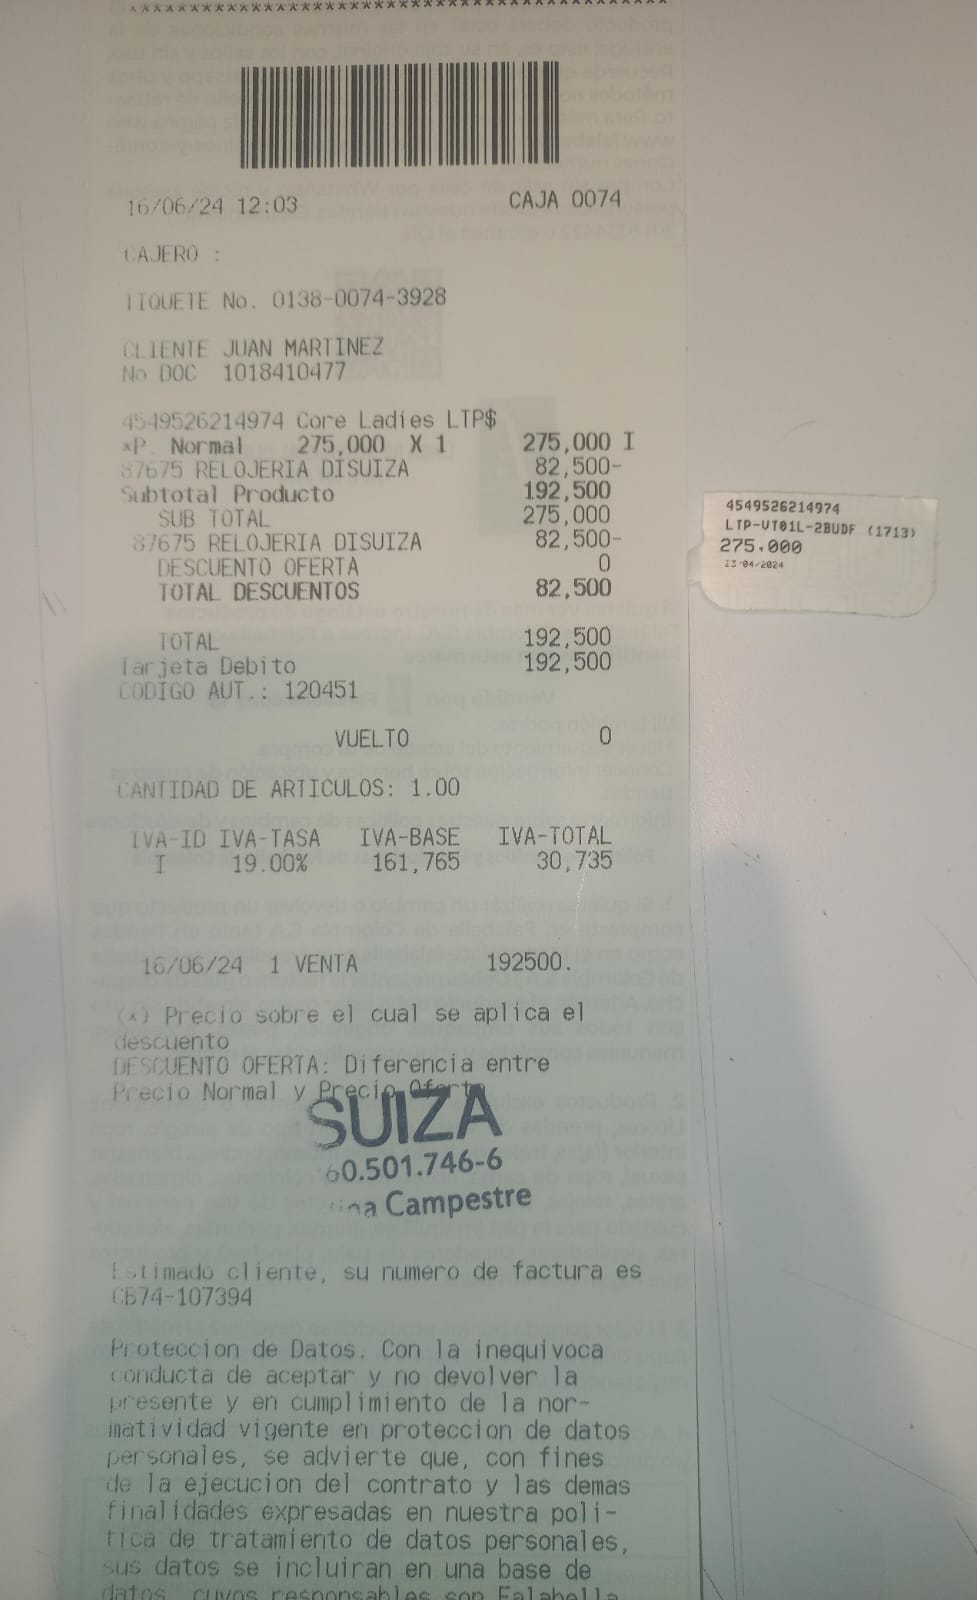 ********************************************
16/06/24 12:03 CAJA 0074
CAJERO :
TIQUETE No. 0138-0074-3928
CLIENTE JUAN MARTINEZ
No DOC 1018410477
4549526214974 Core Ladies LTP$
*P. Normal 275,000 X 1 275,000 I
87675 RELOJERIA DISUIZA 82,500-
Subtotal Producto 192,500
SUB TOTAL 275,000
87675 RELOJERIA DISUIZA 82,500-
DESCUENTO OFERTA 0
TOTAL DESCUENTOS 82,500
TOTAL 192,500
Tarjeta Debito 192,500
CODIGO AUT.: 120451
VUELTO 0
CANTIDAD DE ARTICULOS: 1.00
IVA-ID IVA-TASA IVA-BASE IVA-TOTAL
I 19.00% 161,765 30,735
16/06/24 1 VENTA 192500.
(*) Precio sobre el cual se aplica el
descuento
DESCUENTO OFERTA: Diferencia entre
Precio Normal y Precio Oferta
SUIZA
60.501.746-6
ina Campestre
Estimado cliente, su numero de factura es
CB74-107394
Proteccion de Datos. Con la inequivoca
conducta de aceptar y no devolver la
presente y en cumplimiento de la nor-
matividad vigente en proteccion de datos
personales, se advierte que, con fines
de la ejecucion del contrato y las demas
finalidades expresadas en nuestra poli-
tica de tratamiento de datos personales,
sus datos se incluiran en una base de
datos, cuyos responsables son Falabella
4549526214974
LTP-VT01L-2BUDF (1713)
275.000
23/04/2024